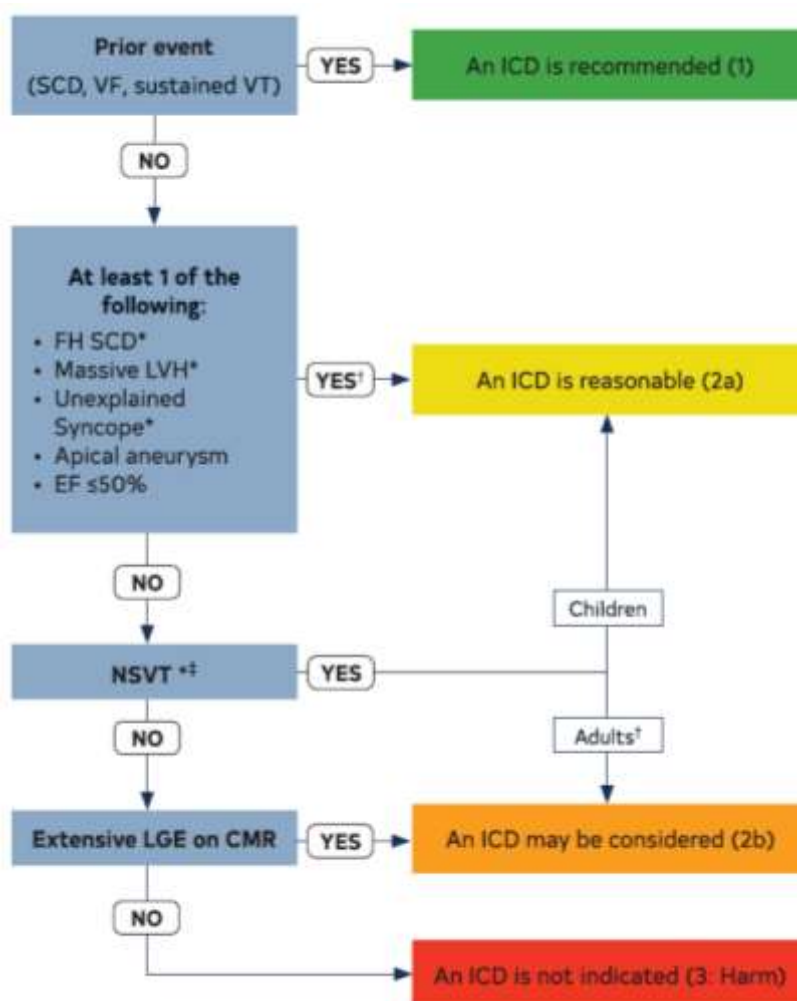 Prior event
(SCD, VF, sustained VT)
YES
An ICD is recommended (1)
NO
At least 1 of the
following:
• FH SCD*
• Massive LVH*
• Unexplained
Syncope*
• Apical aneurysm
• EF ≤50%
YES†
An ICD is reasonable (2a)
NO
Children
NSVT *‡
YES
NO
Adults†
Extensive LGE on CMR
YES
An ICD may be considered (2b)
NO
An ICD is not indicated (3: Harm)